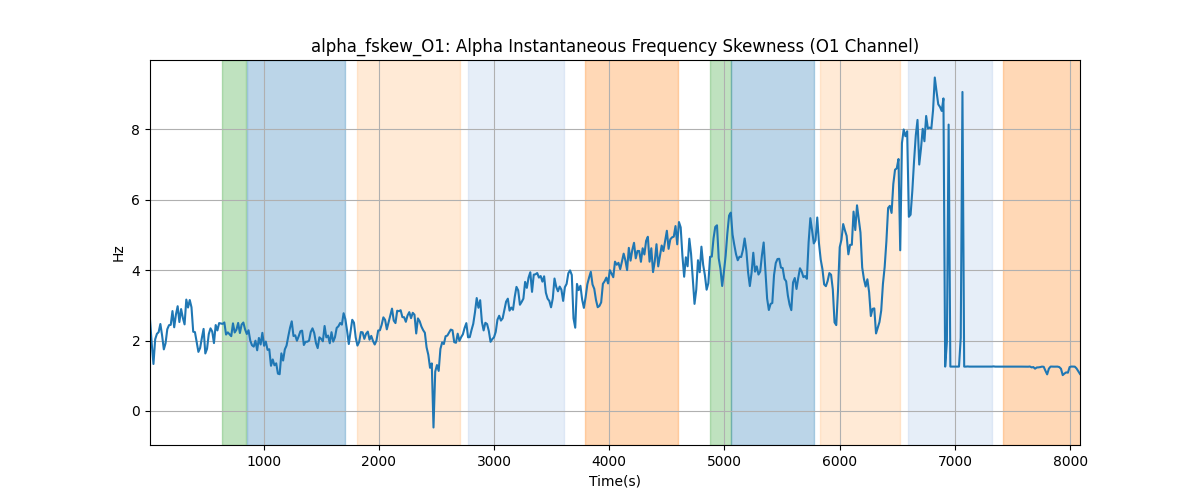 alpha_fskew_O1: Alpha Instantaneous Frequency Skewness (O1 Channel)
8
6
4
2
0
Hz
1000 2000 3000 4000 5000 6000 7000 8000
Time(s)